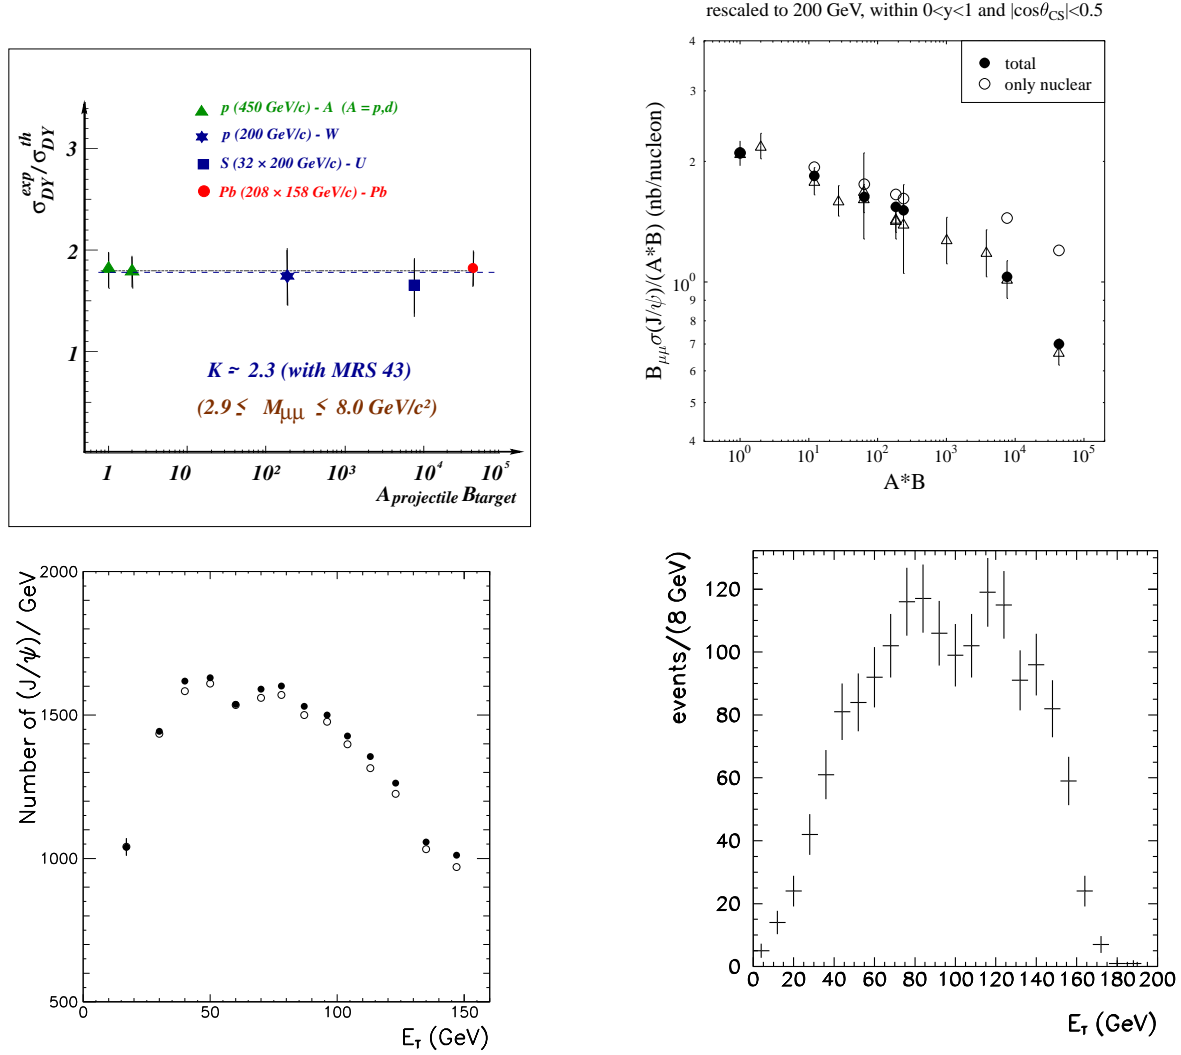 rescaled to 200 GeV, within 0<y<1 and |cosθCS|<0.5
σDYexp/σDYth
3
2
1
p (450 GeV/c) - A (A = p,d)
p (200 GeV/c) - W
S (32 × 200 GeV/c) - U
Pb (208 × 158 GeV/c) - Pb
K ≃ 2.3 (with MRS 43)
(2.9 ≤ Mμμ ≤ 8.0 GeV/c²)
1 10 10² 10³ 10⁴ 10⁵
Aprojectile Btarget
Bμμσ(J/ψ)/(A*B) (nb/nucleon)
4
3
2
10⁰
9
8
7
6
5
4
total
only nuclear
10⁰ 10¹ 10² 10³ 10⁴ 10⁵
A*B
Number of (J/ψ)/ GeV
2000
1500
1000
500
0 50 100 150
ET (GeV)
events/(8 GeV)
120
100
80
60
40
20
0
0 20 40 60 80 100 120 140 160 180 200
ET (GeV)